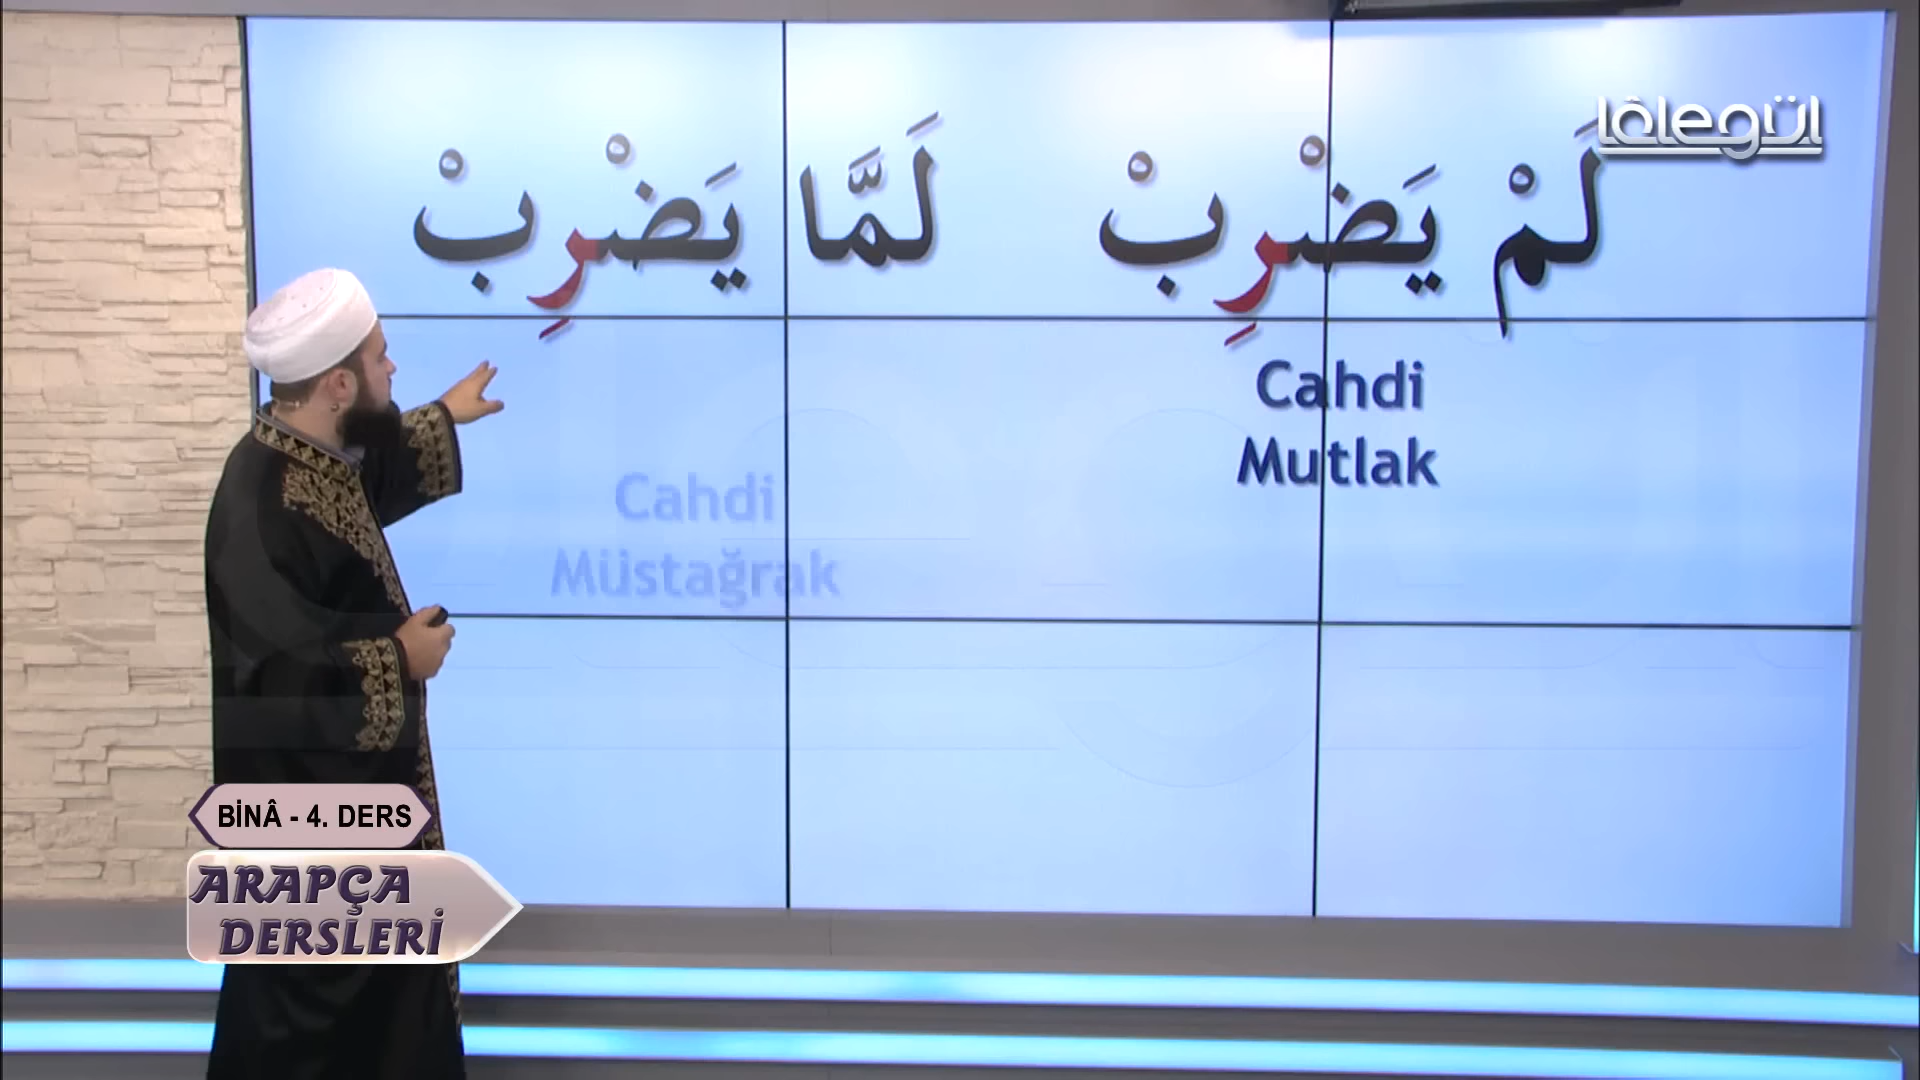 lâlegül
لَمْ يَضْرِبْ لَمَّا يَضْرِبْ
Cahdi
Mutlak
Cahdi
Müstağrak
BİNÂ - 4. DERS
ARAPÇA
DERSLERİ